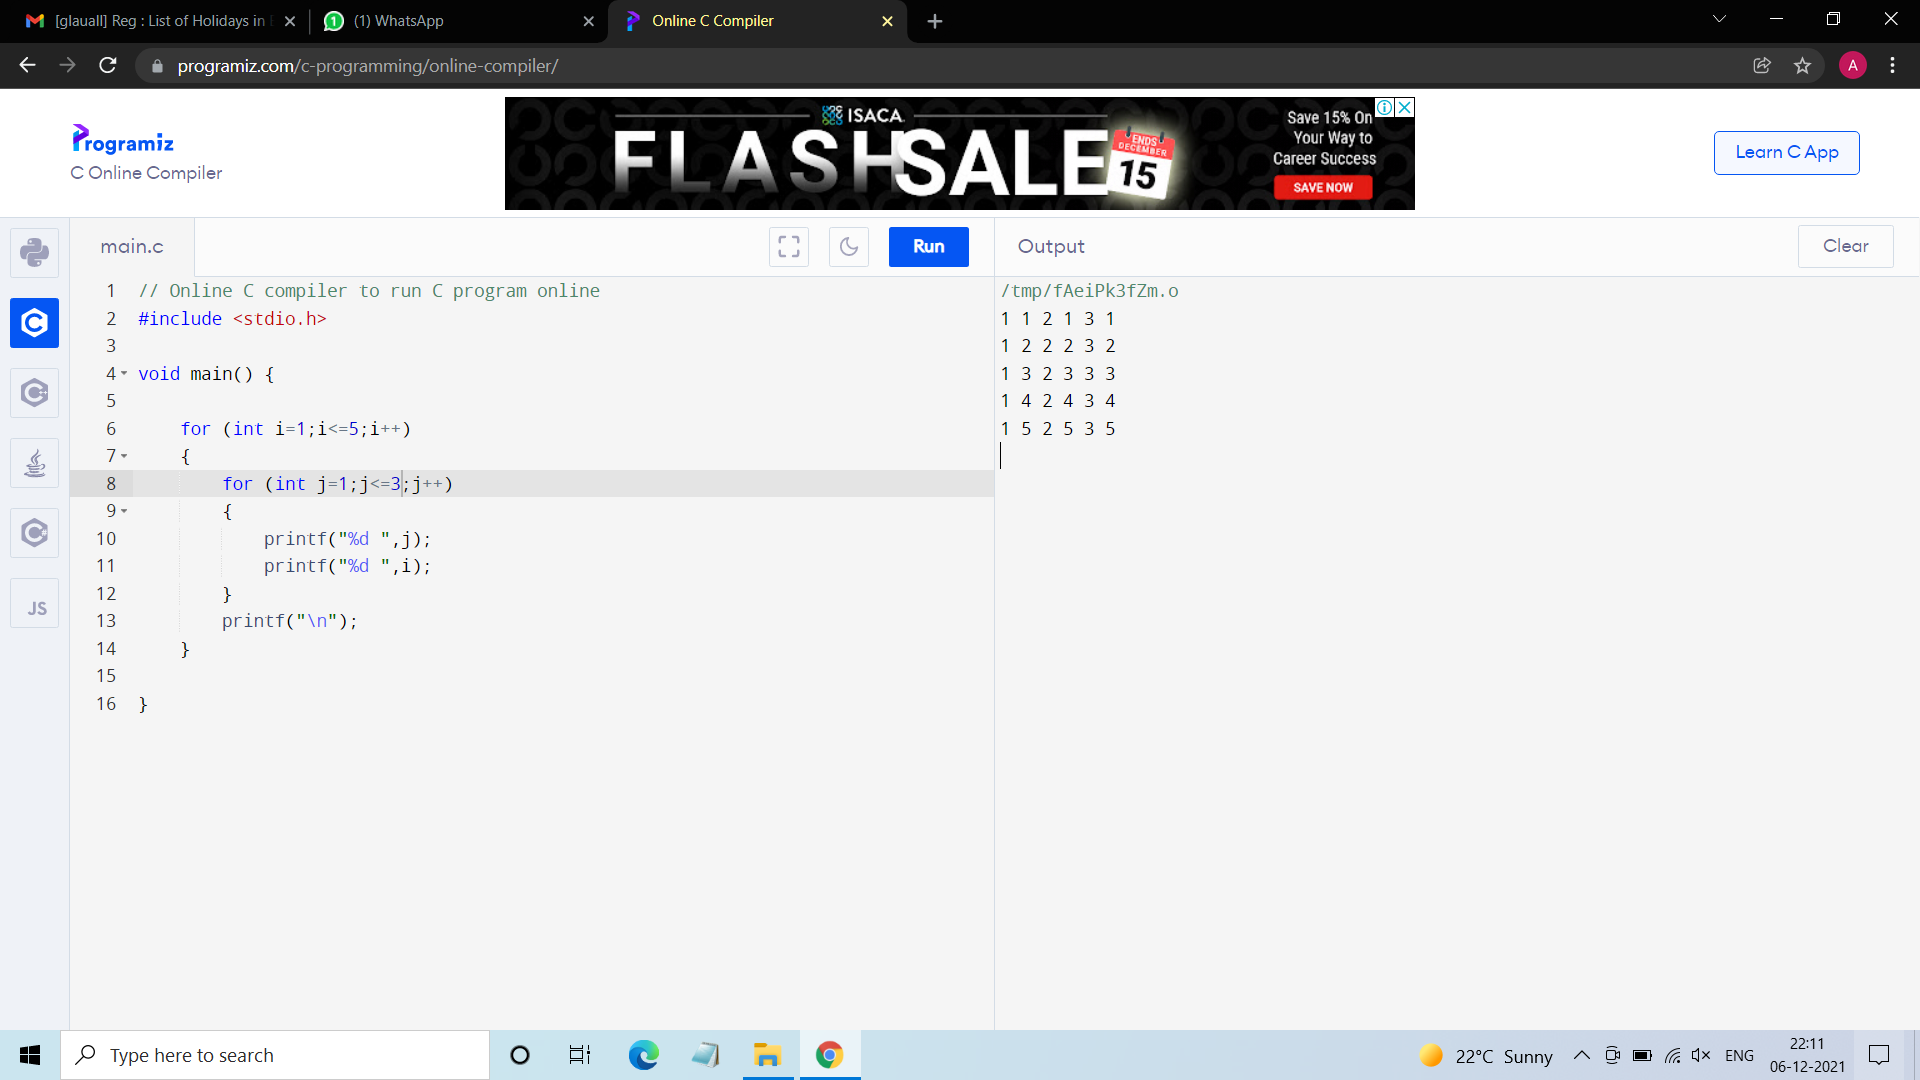 [glauall] Reg : List of Holidays in
(1) WhatsApp
Online C Compiler
programiz.com/c-programming/online-compiler/
A
Programiz
C Online Compiler
ISACA
FLASH SALE
ENDS
DECEMBER
15
Save 15% On
Your Way to
Career Success
SAVE NOW
Learn C App
main.c
Run
Output
Clear
1 // Online C compiler to run C program online
2 #include <stdio.h>
3
4 void main() {
5
6     for (int i=1;i<=5;i++)
7     {
8         for (int j=1;j<=3;j++)
9         {
10             printf("%d ",j);
11             printf("%d ",i);
12         }
13         printf("\n");
14     }
15
16 }
/tmp/fAeiPk3fZm.o
1 1 2 1 3 1
1 2 2 2 3 2
1 3 2 3 3 3
1 4 2 4 3 4
1 5 2 5 3 5
JS
Type here to search
22°C Sunny
ENG
22:11
06-12-2021